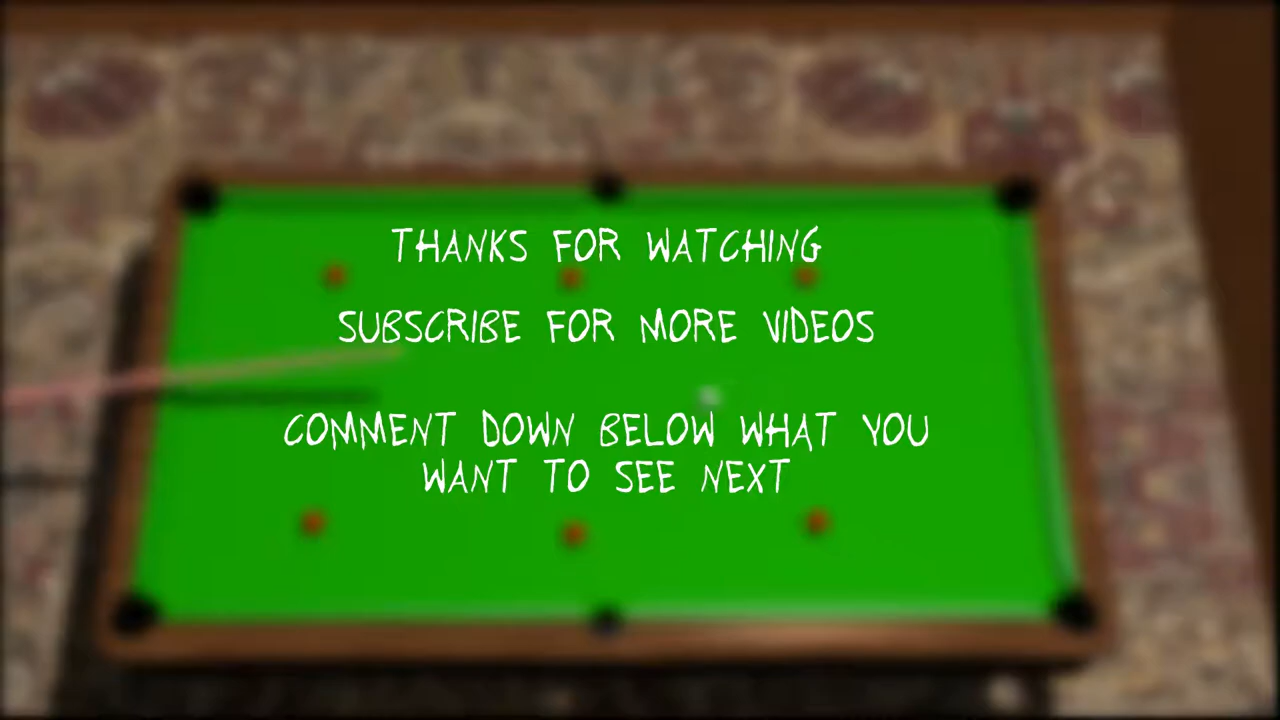 THANKS FOR WATCHING
SUBSCRIBE FOR MORE VIDEOS
COMMENT DOWN BELOW WHAT YOU
WANT TO SEE NEXT